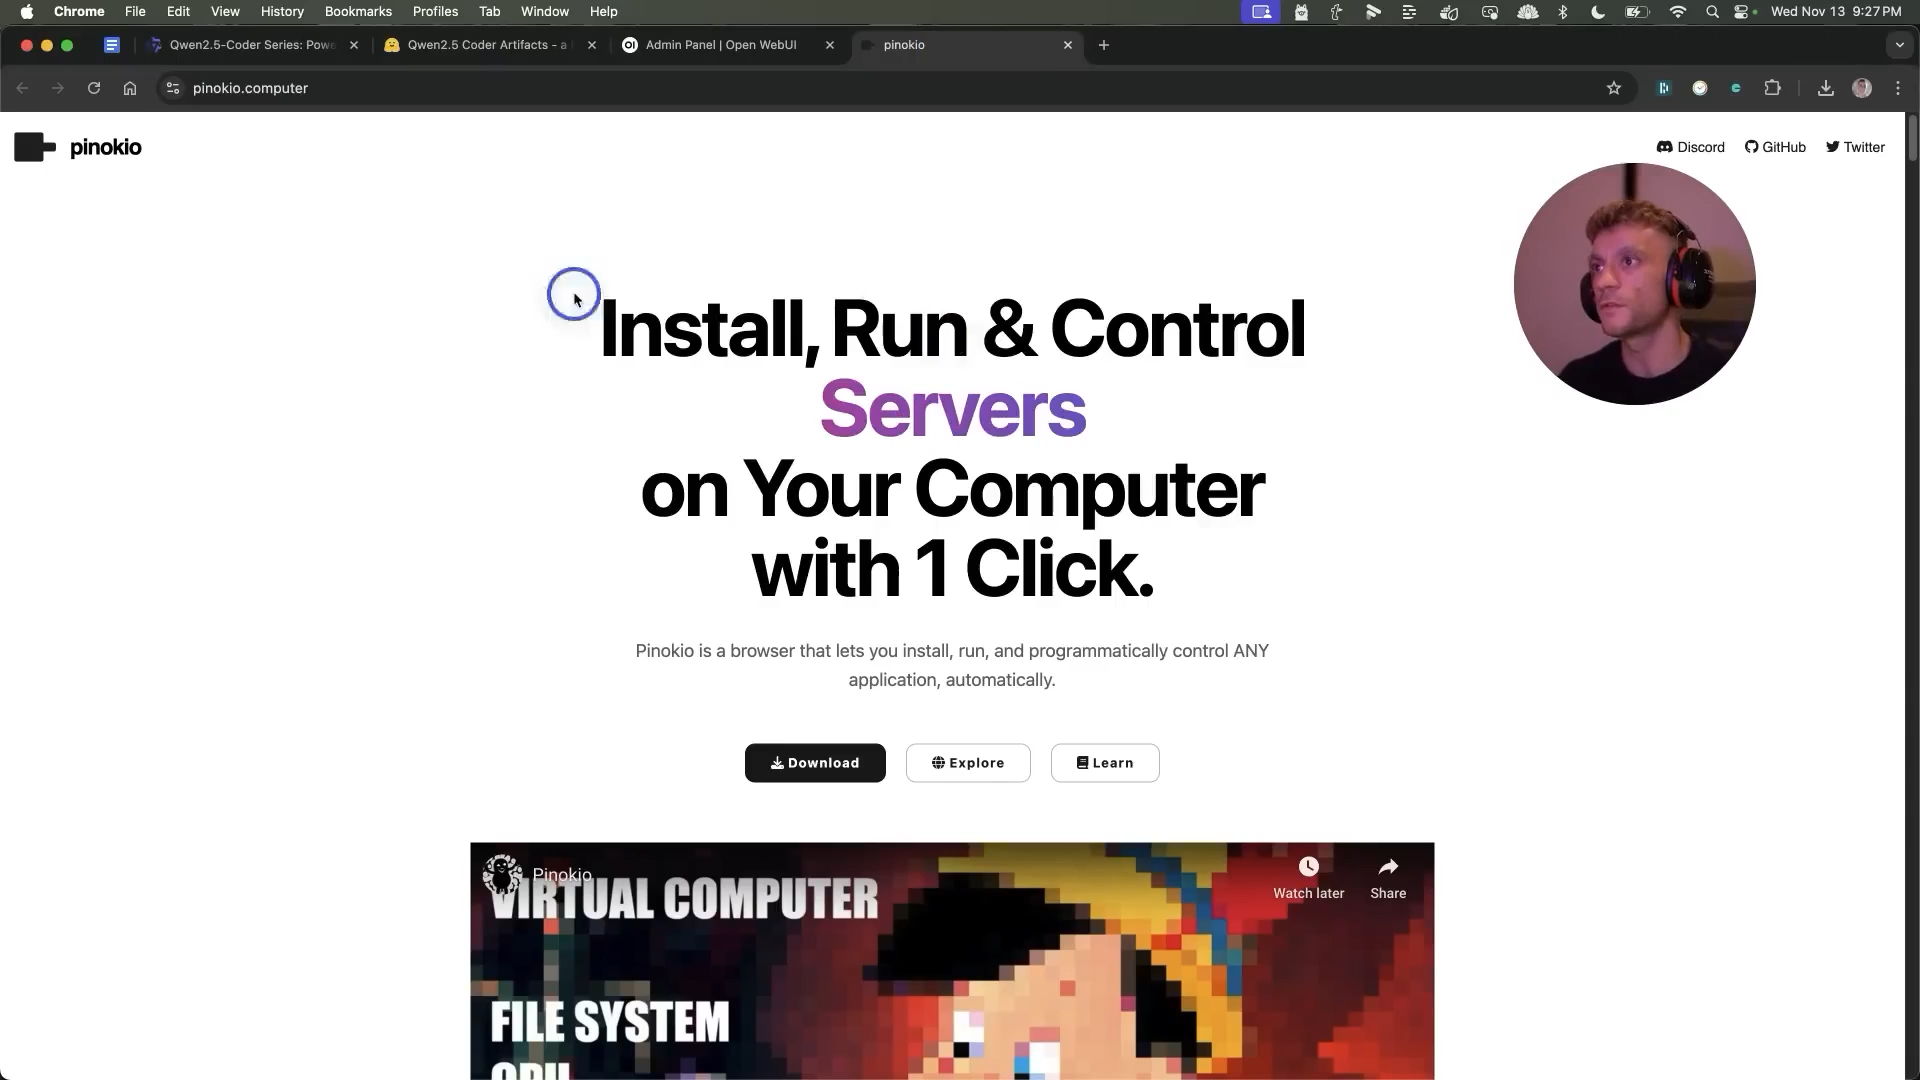 Chrome File Edit View History Bookmarks Profiles Tab Window Help
Wed Nov 13 9:27 PM
Qwen2.5-Coder Series: Powe
Qwen2.5 Coder Artifacts - a
Admin Panel | Open WebUI
pinokio
pinokio.computer
pinokio
Discord GitHub Twitter
Install, Run & Control
Servers
on Your Computer
with 1 Click.
Pinokio is a browser that lets you install, run, and programmatically control ANY
application, automatically.
Download Explore Learn
Pinokio
Watch later Share
VIRTUAL COMPUTER
FILE SYSTEM